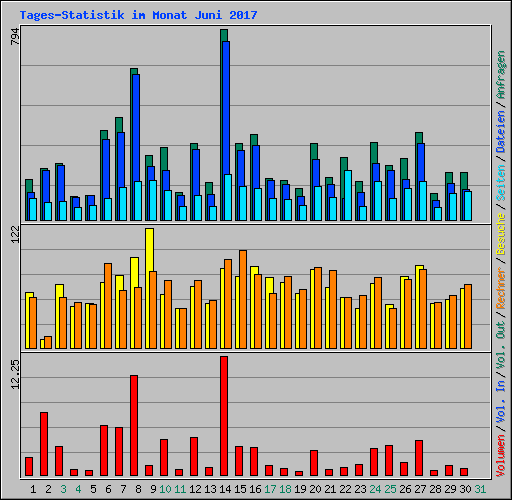 Tages-Statistik im Monat Juni 2017
794
122
12.25
Volumen / Vol. In / Vol. Out / Rechner / Besuche / Seiten / Dateien / Anfragen
1 2 3 4 5 6 7 8 9 10 11 12 13 14 15 16 17 18 19 20 21 22 23 24 25 26 27 28 29 30 31